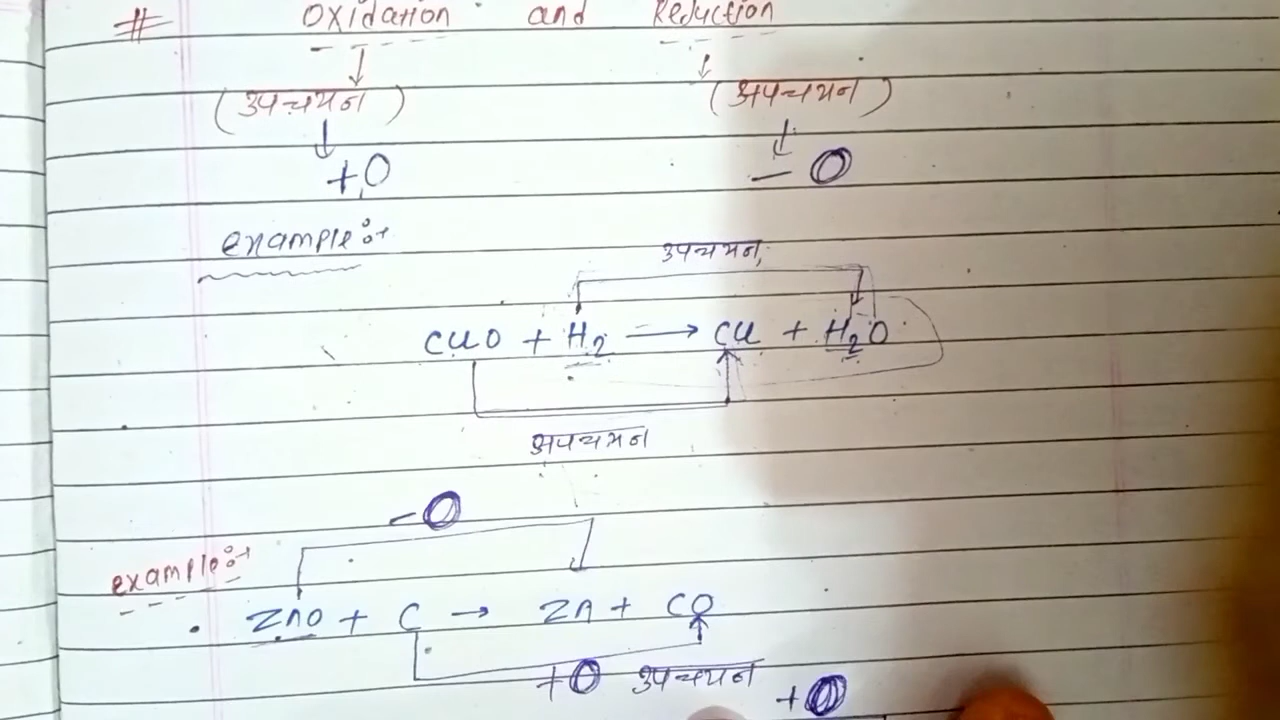 # Oxidation and Reduction
(उपचयन) (अपचयन)
+O - O
example:-
उपचयन
CuO + H2 → Cu + H2O
अपचयन
- O
example:-
ZnO + C → Zn + CO
+O उपचयन +O